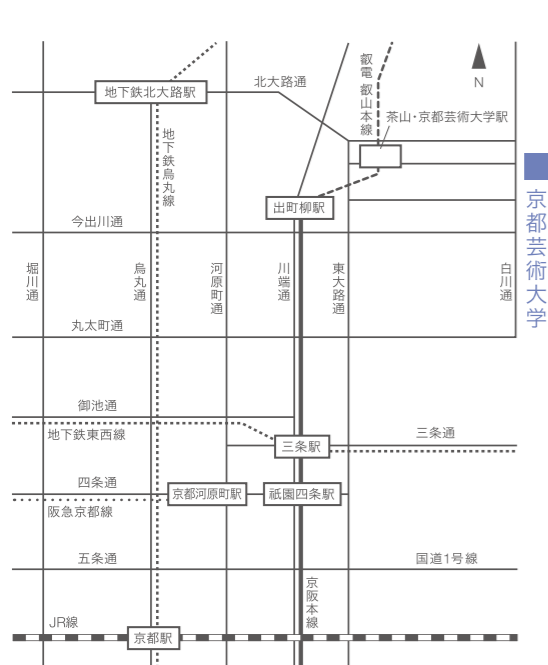 叡電 叡山本線
N
北大路通
地下鉄北大路駅
茶山・京都芸術大学駅
地下鉄烏丸線
京都芸術大学
出町柳駅
今出川通
堀川通
烏丸通
河原町通
川端通
東大路通
白川通
丸太町通
御池通
地下鉄東西線
三条通
三条駅
四条通
京都河原町駅
祇園四条駅
阪急京都線
五条通
国道1号線
京阪本線
JR線
京都駅